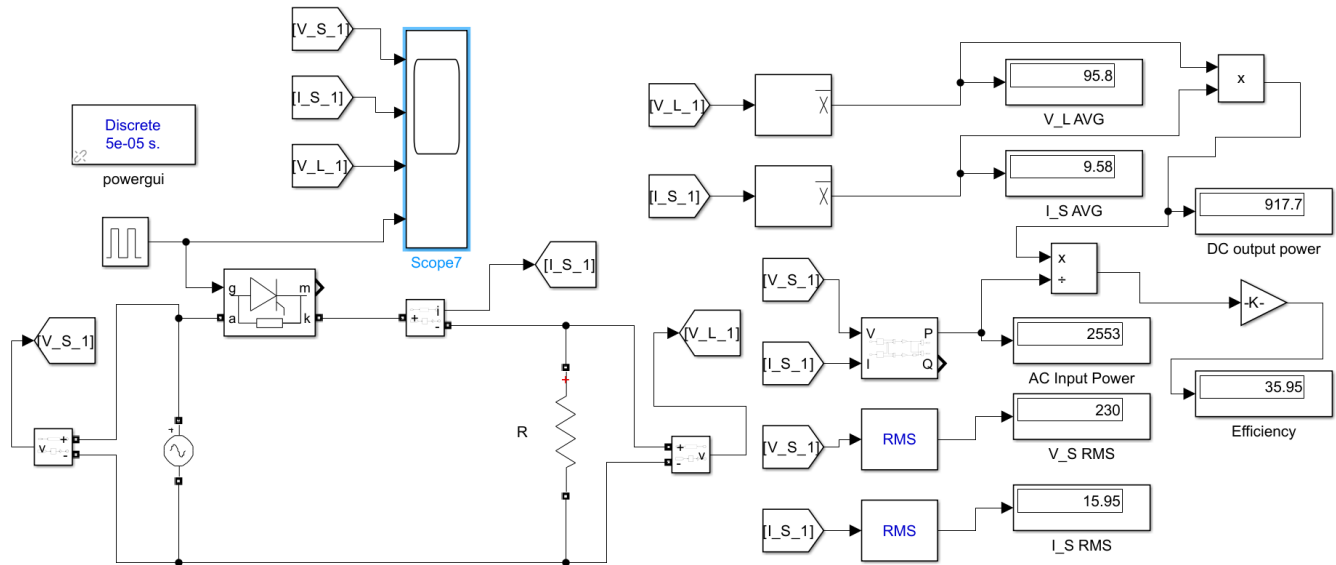 [V_S_1]
[I_S_1]
[V_L_1]
Scope7
Discrete
5e-05 s.
powergui
g
m
a
k
i
+
-
[I_S_1]
[V_S_1]
+
v
-
+
R
+
[V_L_1]
+
v
-
[V_L_1]
X
95.8
V_L AVG
x
[I_S_1]
X
9.58
I_S AVG
917.7
DC output power
x
÷
-K-
[V_S_1]
[I_S_1]
V
P
I
Q
2553
AC Input Power
35.95
Efficiency
[V_S_1]
RMS
230
V_S RMS
[I_S_1]
RMS
15.95
I_S RMS